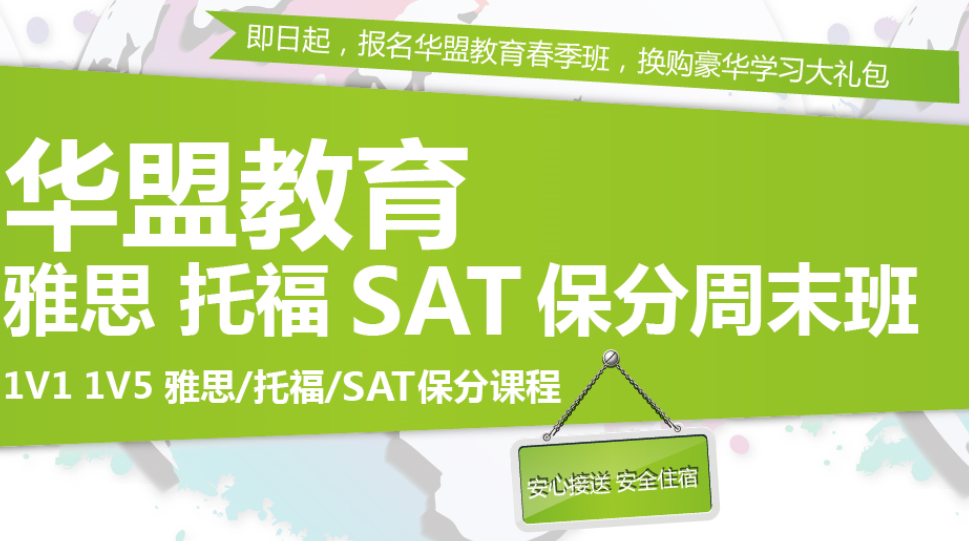 即日起，报名华盟教育春季班，换购豪华学习大礼包
华盟教育
雅思 托福 SAT 保分周末班
1V1 1V5 雅思/托福/SAT保分课程
安心接送 安全住宿